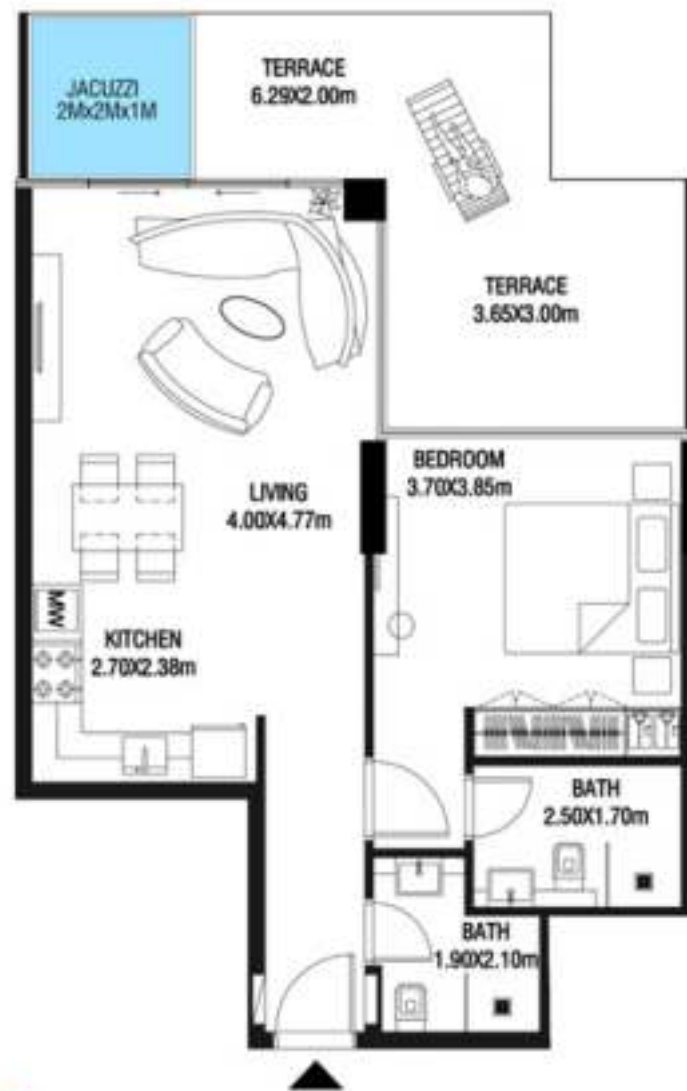 JACUZZI
2Mx2Mx1M
TERRACE
6.29X2.00m
TERRACE
3.65X3.00m
BEDROOM
3.70X3.85m
LIVING
4.00X4.77m
MW
KITCHEN
2.70X2.38m
BATH
2.50X1.70m
BATH
1.90X2.10m